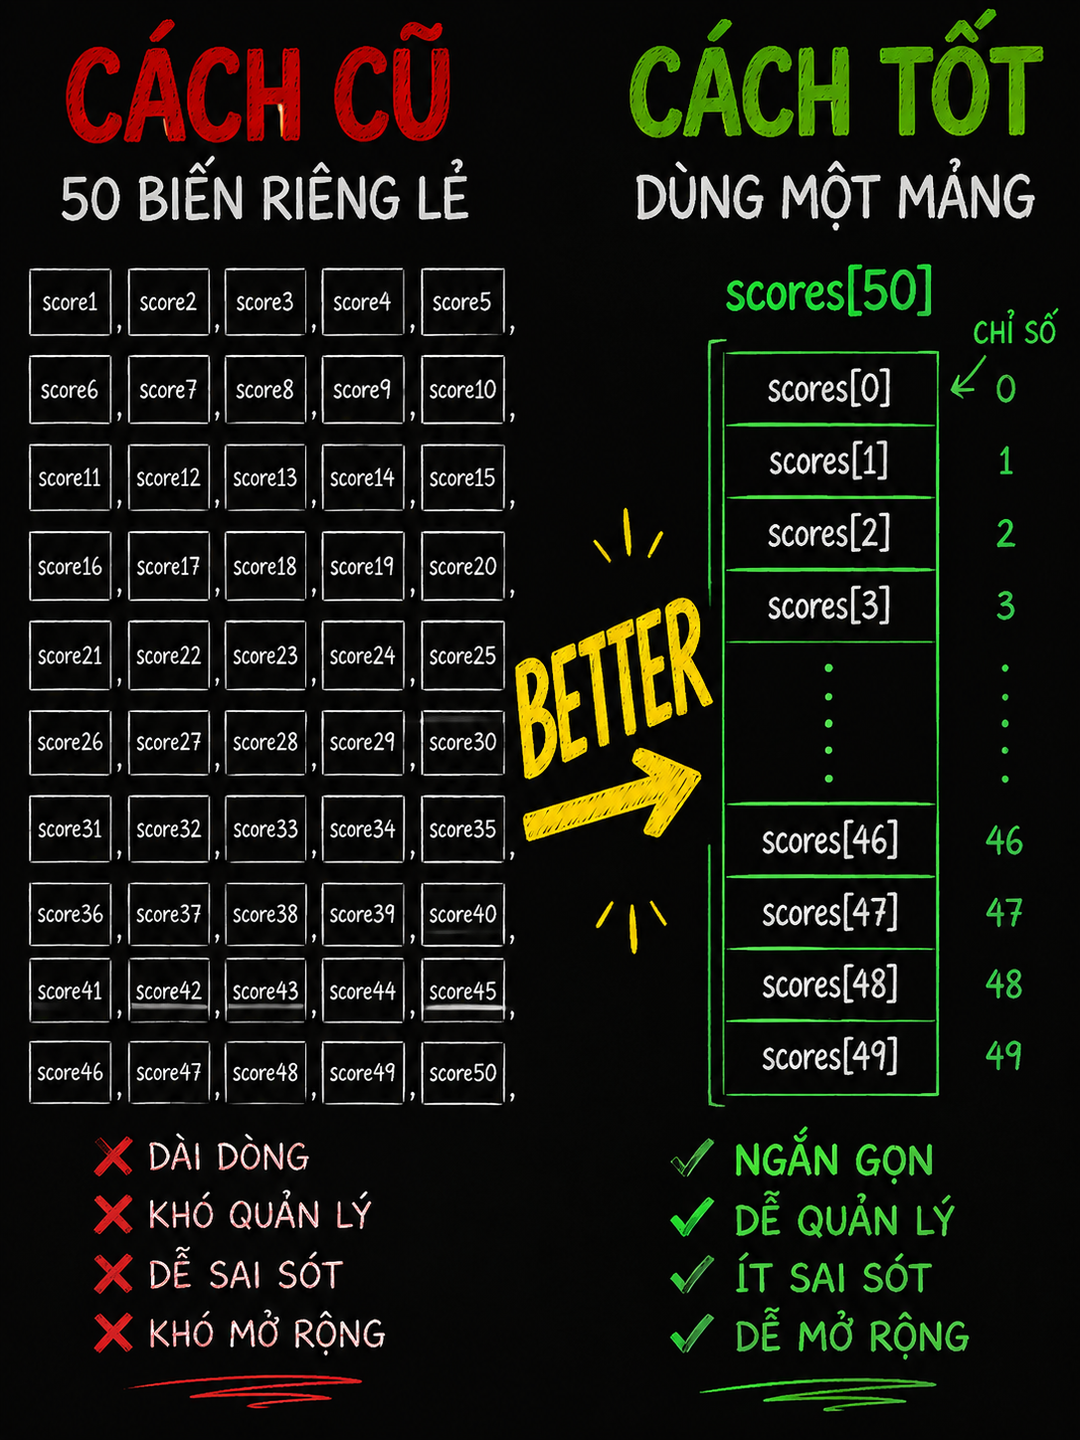 CÁCH CŨ
50 BIẾN RIÊNG LẺ
score1, score2, score3, score4, score5,
score6, score7, score8, score9, score10,
score11, score12, score13, score14, score15,
score16, score17, score18, score19, score20,
score21, score22, score23, score24, score25,
score26, score27, score28, score29, score30,
score31, score32, score33, score34, score35,
score36, score37, score38, score39, score40,
score41, score42, score43, score44, score45,
score46, score47, score48, score49, score50,
DÀI DÒNG
KHÓ QUẢN LÝ
DỄ SAI SÓT
KHÓ MỞ RỘNG
BETTER
CÁCH TỐT
DÙNG MỘT MẢNG
scores[50]
CHỈ SỐ
scores[0] 0
scores[1] 1
scores[2] 2
scores[3] 3
scores[46] 46
scores[47] 47
scores[48] 48
scores[49] 49
NGẮN GỌN
DỄ QUẢN LÝ
ÍT SAI SÓT
DỄ MỞ RỘNG